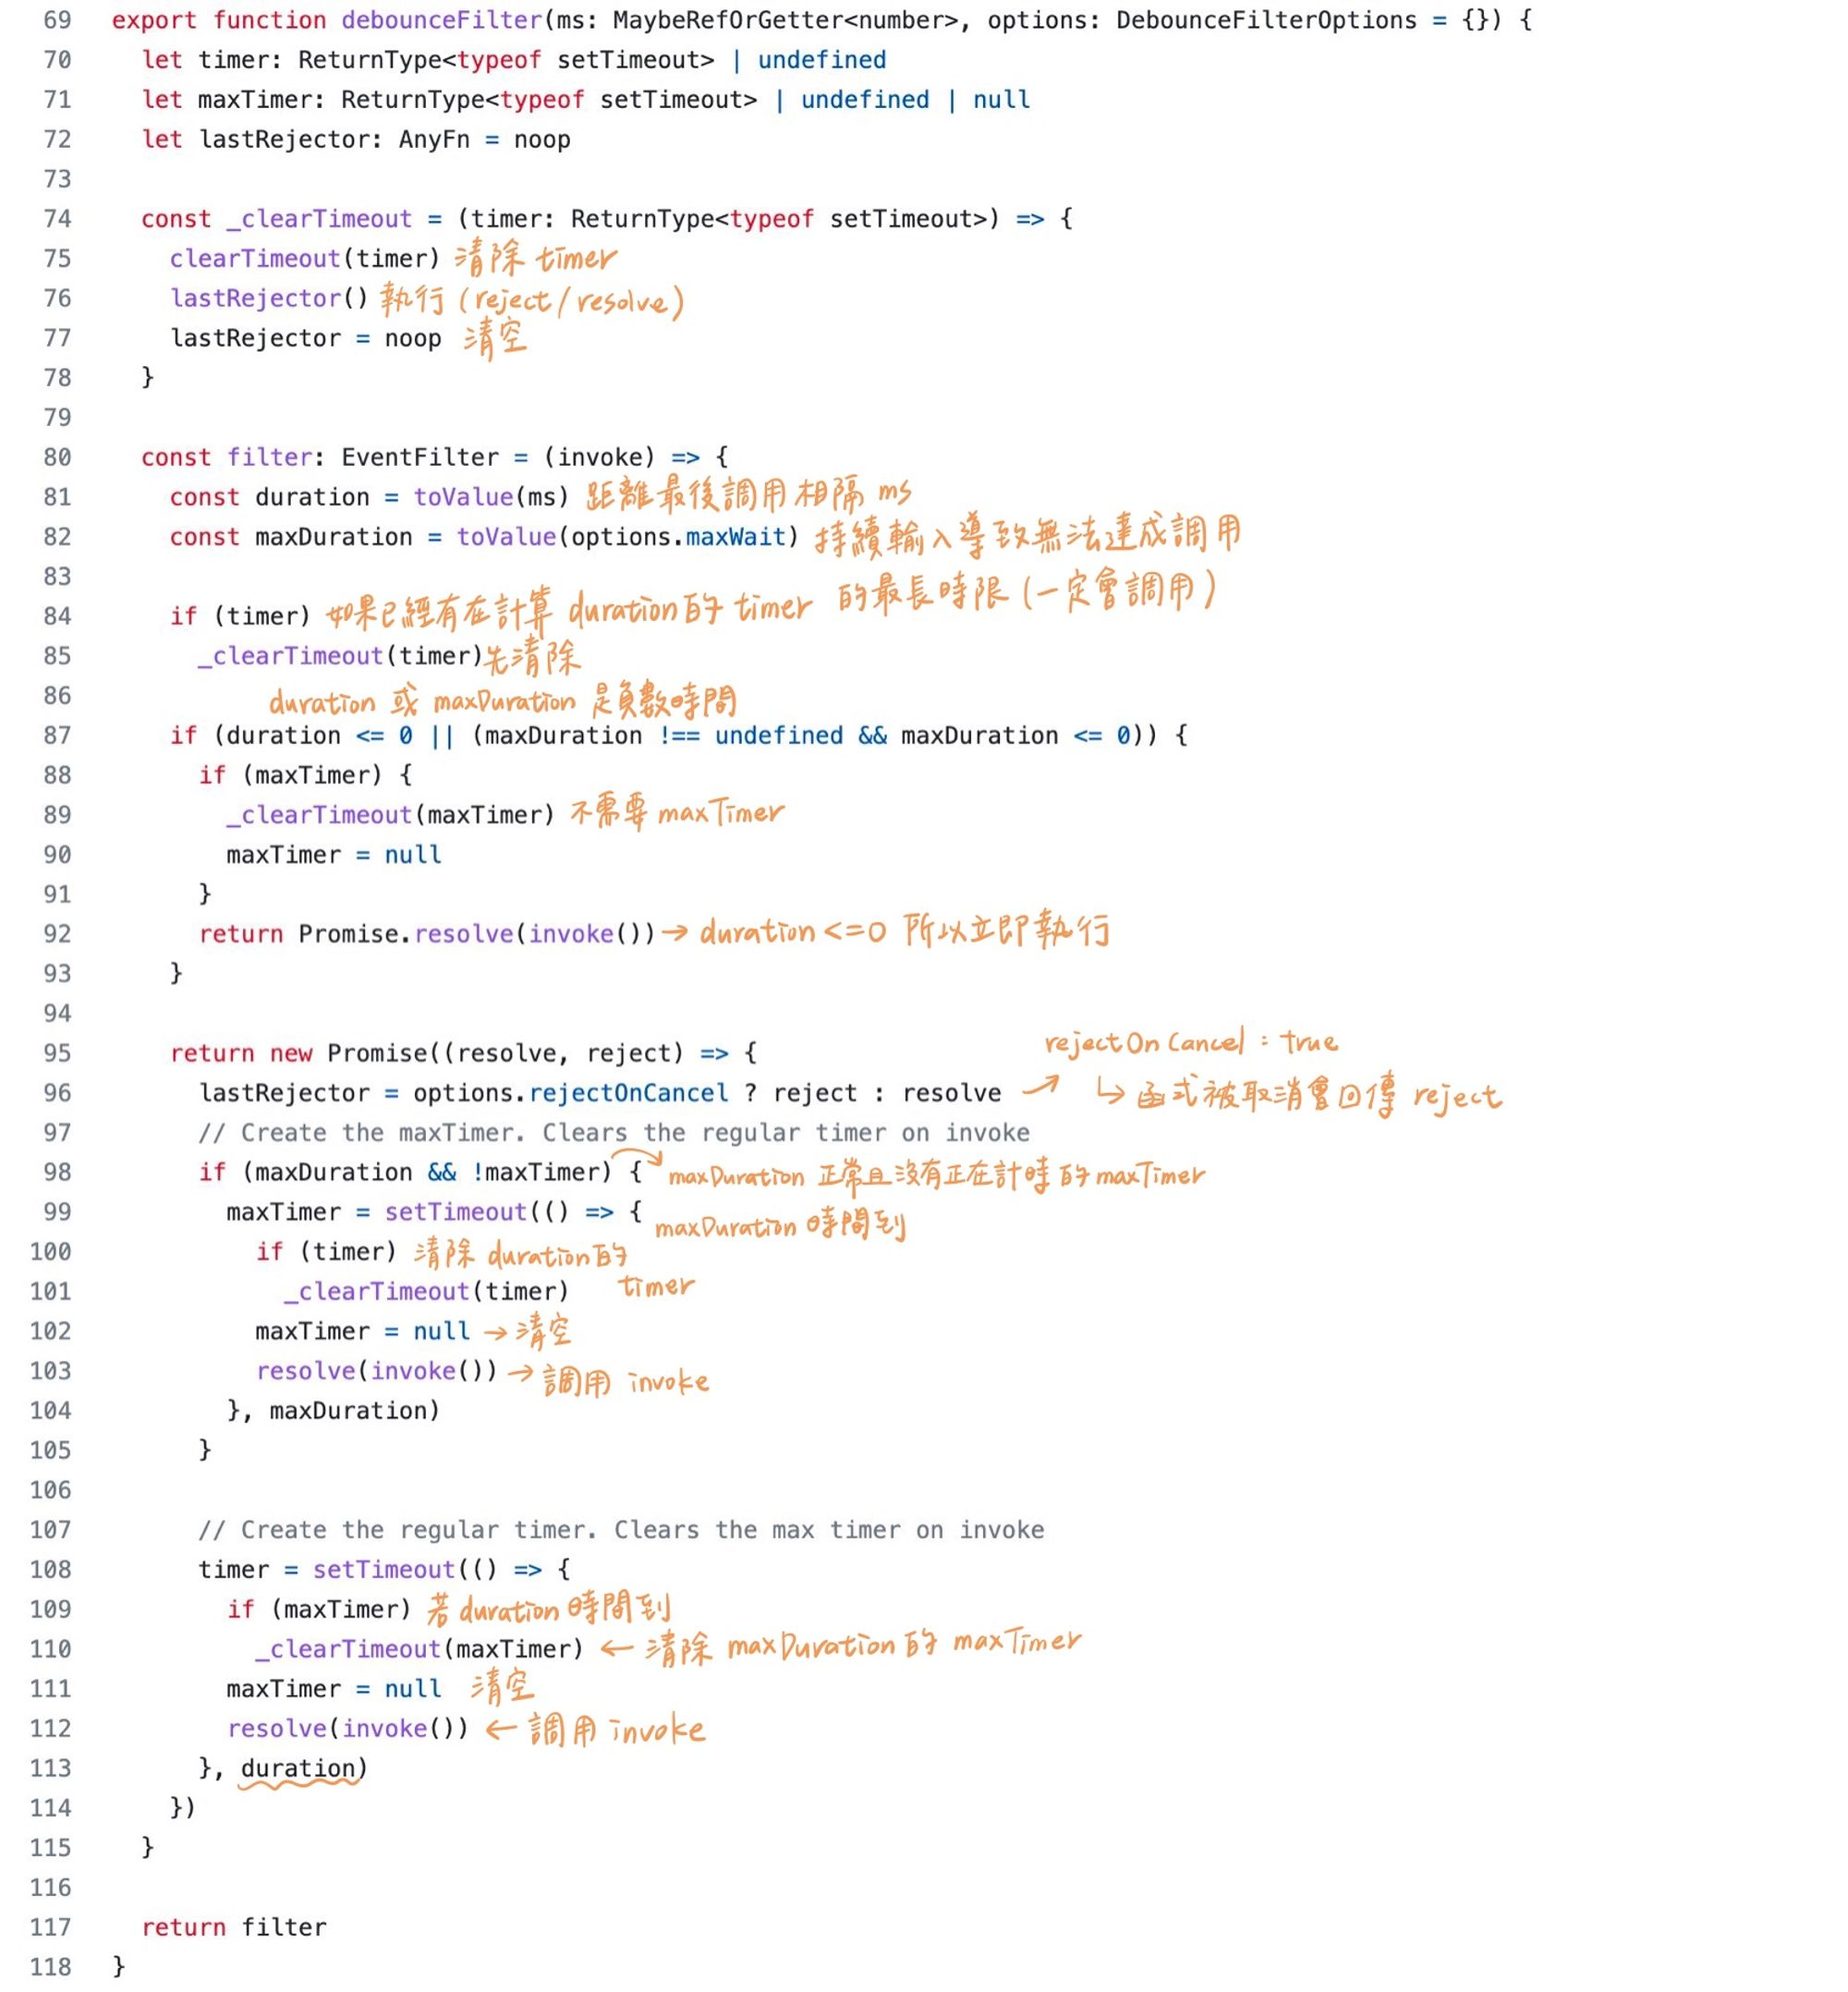 69 export function debounceFilter(ms: MaybeRefOrGetter<number>, options: DebounceFilterOptions = {}) {
70 let timer: ReturnType<typeof setTimeout> | undefined
71 let maxTimer: ReturnType<typeof setTimeout> | undefined | null
72 let lastRejector: AnyFn = noop
73
74 const _clearTimeout = (timer: ReturnType<typeof setTimeout>) => {
75 clearTimeout(timer) 清除 timer
76 lastRejector() 執行 (reject/resolve)
77 lastRejector = noop 清空
78 }
79
80 const filter: EventFilter = (invoke) => {
81 const duration = toValue(ms) 距離最後調用相隔 ms
82 const maxDuration = toValue(options.maxWait) 持續輸入導致無法達成調用
83 的最長時限 (一定會調用)
84 if (timer) 如果已經有在計算 duration 的 timer
85 _clearTimeout(timer) 先清除
86 duration 或 maxDuration 是負數時間
87 if (duration <= 0 || (maxDuration !== undefined && maxDuration <= 0)) {
88 if (maxTimer) {
89 _clearTimeout(maxTimer) 不需要 maxTimer
90 maxTimer = null
91 }
92 return Promise.resolve(invoke()) → duration <=0 所以立即執行
93 }
94
rejectOnCancel : true
95 return new Promise((resolve, reject) => {
96 lastRejector = options.rejectOnCancel ? reject : resolve ↗ ↳ 函式被取消會回傳 reject
97 // Create the maxTimer. Clears the regular timer on invoke
98 if (maxDuration && !maxTimer) { maxDuration 正常且沒有正在計時的 maxTimer
99 maxTimer = setTimeout(() => { maxDuration 時間到
100 if (timer) 清除 duration 的
101 _clearTimeout(timer) timer
102 maxTimer = null → 清空
103 resolve(invoke()) → 調用 invoke
104 }, maxDuration)
105 }
106
107 // Create the regular timer. Clears the max timer on invoke
108 timer = setTimeout(() => {
109 if (maxTimer) 若 duration 時間到
110 _clearTimeout(maxTimer) ← 清除 maxDuration 的 maxTimer
111 maxTimer = null 清空
112 resolve(invoke()) ← 調用 invoke
113 }, duration)
114 })
115 }
116
117 return filter
118 }